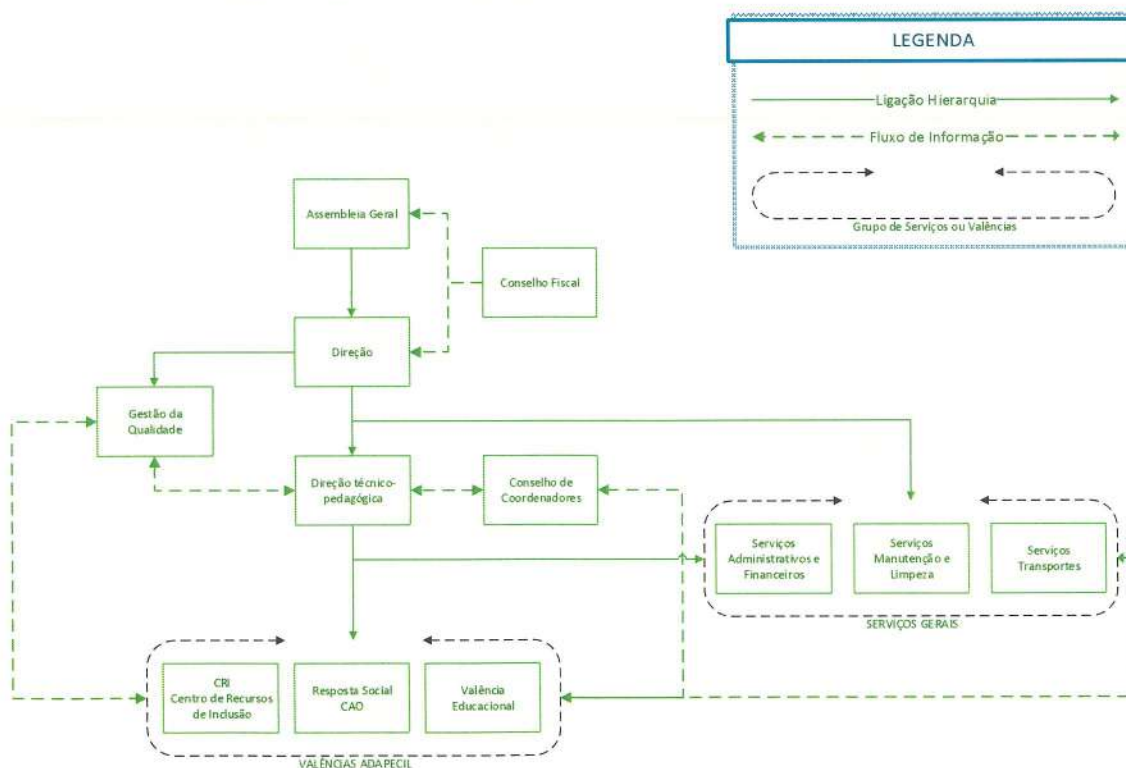 LEGENDA
Ligação Hierarquia
Fluxo de Informação
Grupo de Serviços ou Valências
Assembleia Geral
Conselho Fiscal
Direção
Gestão da
Qualidade
Direção técnico-
pedagógica
Conselho de
Coordenadores
Serviços
Administrativos e
Financeiros
Serviços
Manutenção e
Limpeza
Serviços
Transportes
SERVIÇOS GERAIS
CRI
Centro de Recursos
de Inclusão
Resposta Social
CAO
Valência
Educacional
VALÊNCIAS ADAPECIL